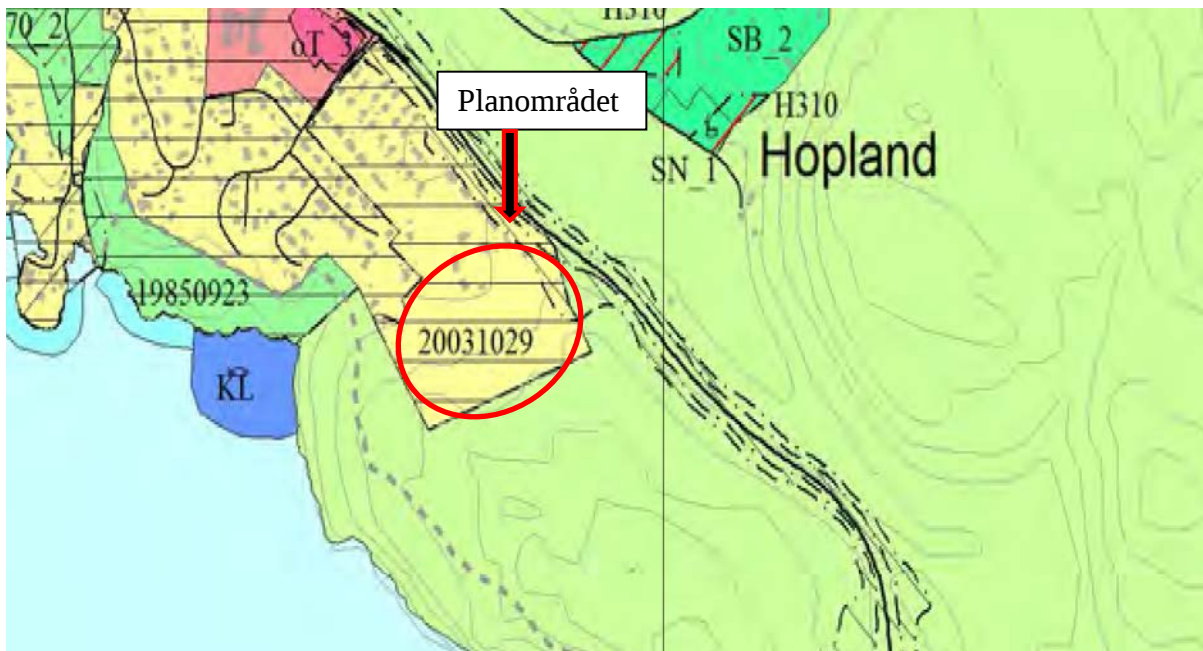 H310
70_2
oT_3
SB_2
Planområdet
H310
SN_1
Hopland
19850923
20031029
KL